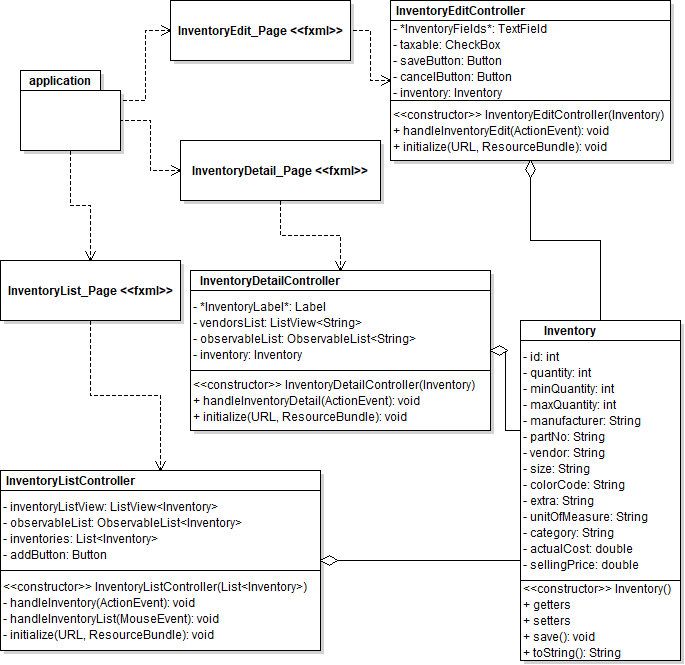 InventoryEditController
- *InventoryFields*: TextField
- taxable: CheckBox
- saveButton: Button
- cancelButton: Button
- inventory: Inventory
<<constructor>> InventoryEditController(Inventory)
+ handleInventoryEdit(ActionEvent): void
+ initialize(URL, ResourceBundle): void
InventoryEdit_Page <<fxml>>
application
InventoryDetail_Page <<fxml>>
InventoryList_Page <<fxml>>
InventoryDetailController
- *InventoryLabel*: Label
- vendorsList: ListView<String>
- observableList: ObservableList<String>
- inventory: Inventory
<<constructor>> InventoryDetailController(Inventory)
+ handleInventoryDetail(ActionEvent): void
+ initialize(URL, ResourceBundle): void
Inventory
- id: int
- quantity: int
- minQuantity: int
- maxQuantity: int
- manufacturer: String
- partNo: String
- vendor: String
- size: String
- colorCode: String
- extra: String
- unitOfMeasure: String
- category: String
- actualCost: double
- sellingPrice: double
<<constructor>> Inventory()
+ getters
+ setters
+ save(): void
+ toString(): String
InventoryListController
- inventoryListView: ListView<Inventory>
- observableList: ObservableList<Inventory>
- inventories: List<Inventory>
- addButton: Button
<<constructor>> InventoryListController(List<Inventory>)
- handleInventory(ActionEvent): void
- handleInventoryList(MouseEvent): void
- initialize(URL, ResourceBundle): void